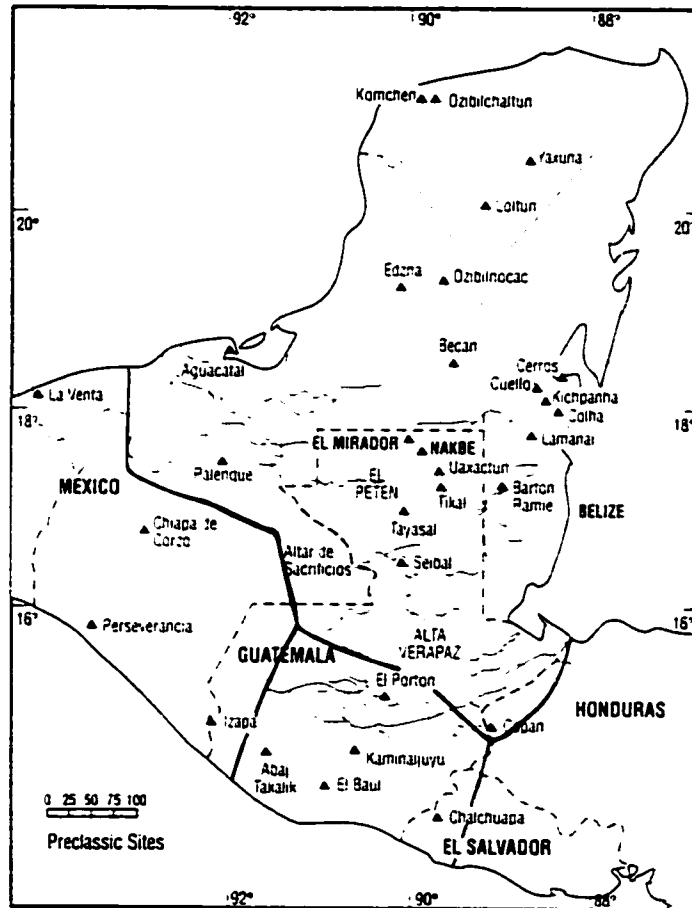 92° 90° 88°
Komchen
Dzibilchaltun
Yaxuna
20° 20°
Loltun
Edzna
Dzibilnocac
Becan
Aguacatal
Cerros
Cuello
Kichpanha
La Venta
Colha
18° 18°
EL MIRADOR
NAKBE
Lamanai
Palenque
EL
PETEN
Uaxactun
MEXICO
Tikal
Barton
Ramie
BELIZE
Tayasal
Chiapa de
Corzo
Altar de
Sacrificios
Seibal
16° 16°
Perseverancia
ALTA
VERAPAZ
GUATEMALA
El Porton
HONDURAS
Izapa
Copan
Abaj
Takalik
Kaminaljuyu
El Baul
0 25 50 75 100
Chalchuapa
Preclassic Sites
EL SALVADOR
92° 90° 88°